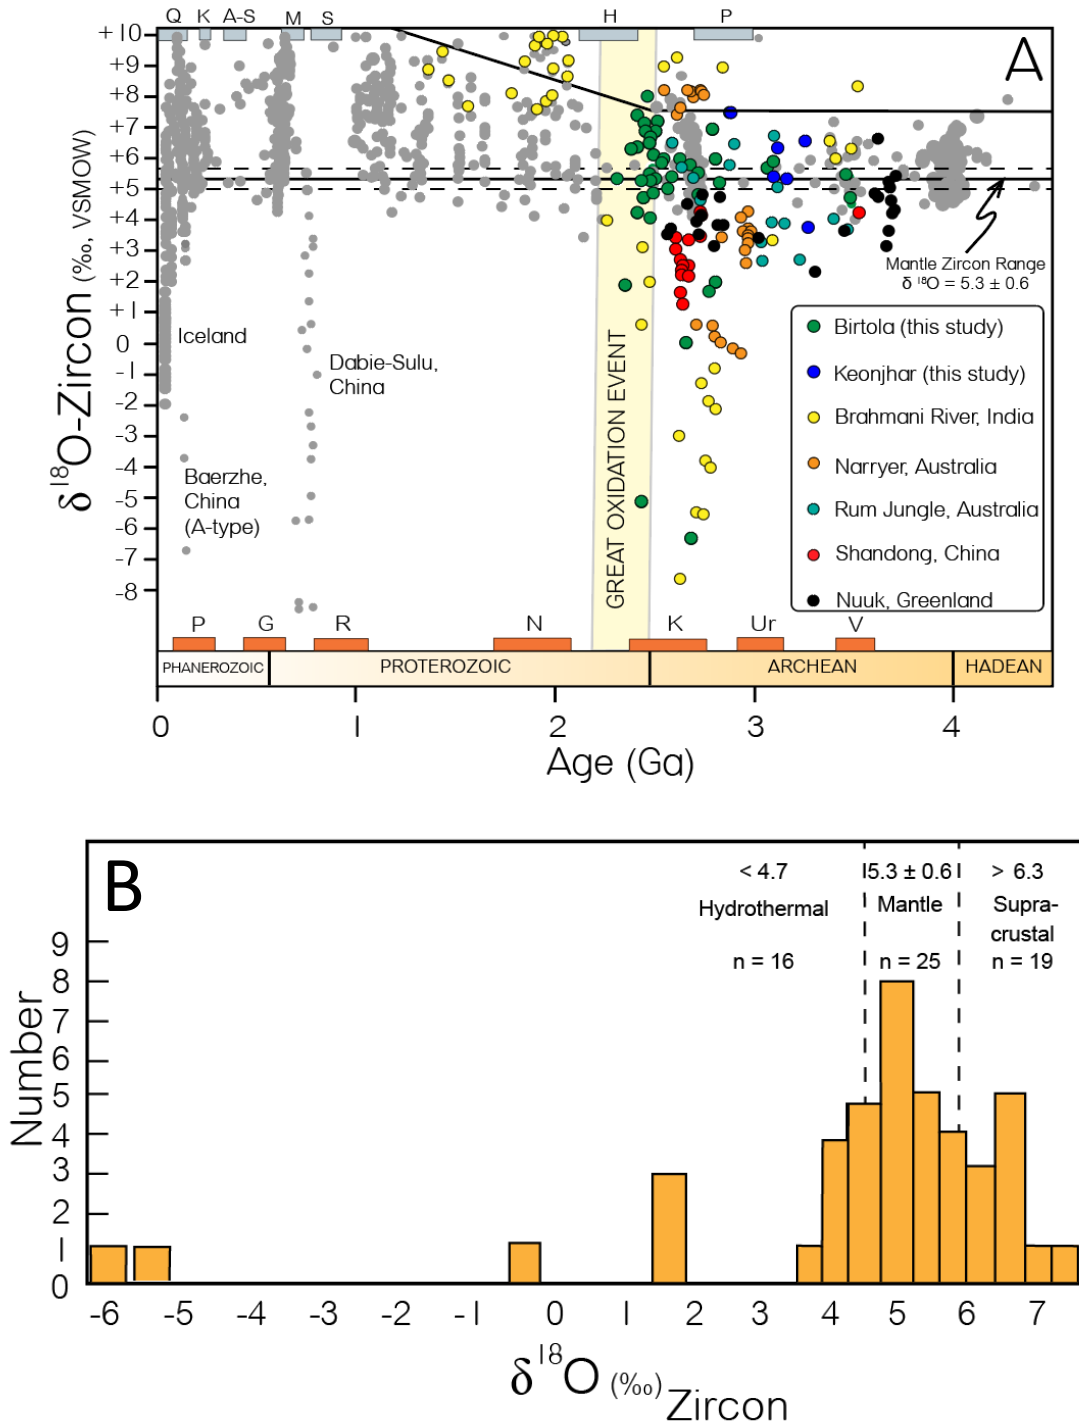 Q K A-S M S H P
A
+10
+9
+8
+7
+6
+5
+4
+3
+2
+1
0
-1
-2
-3
-4
-5
-6
-7
-8
δ18O-Zircon (‰, VSMOW)
Mantle Zircon Range
δ 18O = 5.3 ± 0.6
Iceland
Dabie-Sulu,
China
Baerzhe,
China
(A-type)
GREAT OXIDATION EVENT
Birtola (this study)
Keonjhar (this study)
Brahmani River, India
Narryer, Australia
Rum Jungle, Australia
Shandong, China
Nuuk, Greenland
P G R N K Ur V
PHANEROZOIC PROTEROZOIC ARCHEAN HADEAN
0 1 2 3 4
Age (Ga)
B
< 4.7 5.3 ± 0.6 > 6.3
Hydrothermal Mantle Supra-
crustal
n = 16 n = 25 n = 19
9
8
7
6
5
4
3
2
1
0
Number
-6 -5 -4 -3 -2 -1 0 1 2 3 4 5 6 7
δ18O (‰) Zircon